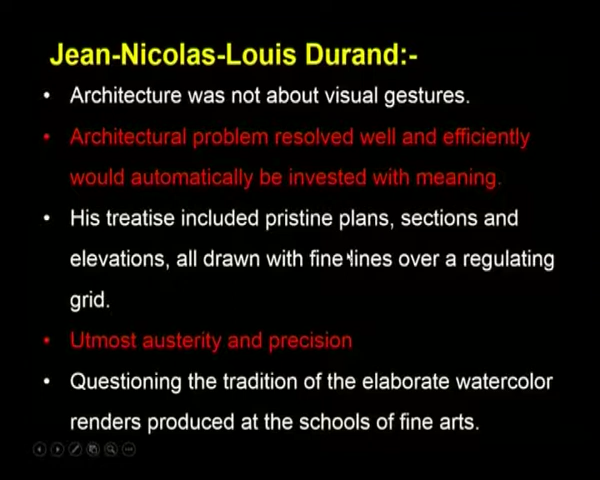 Jean-Nicolas-Louis Durand:-
• Architecture was not about visual gestures.
• Architectural problem resolved well and efficiently
would automatically be invested with meaning.
• His treatise included pristine plans, sections and
elevations, all drawn with fine lines over a regulating
grid.
• Utmost austerity and precision
• Questioning the tradition of the elaborate watercolor
renders produced at the schools of fine arts.